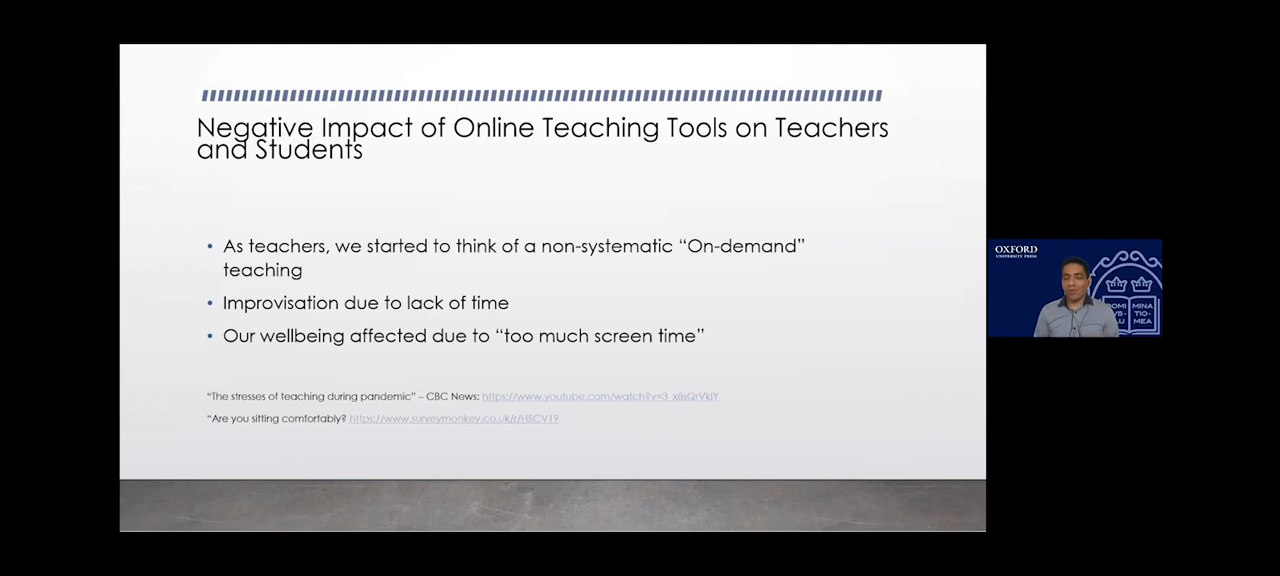 Negative Impact of Online Teaching Tools on Teachers
and Students
• As teachers, we started to think of a non-systematic “On-demand”
teaching
• Improvisation due to lack of time
• Our wellbeing affected due to “too much screen time”
“The stresses of teaching during pandemic” – CBC News: https://www.youtube.com/watch?v=3_x8sQrVkJY
“Are you sitting comfortably? https://www.surveymonkey.co.uk/r/HSCV19
OXFORD
UNIVERSITY PRESS
DOMI MINA
TIO-
MEA